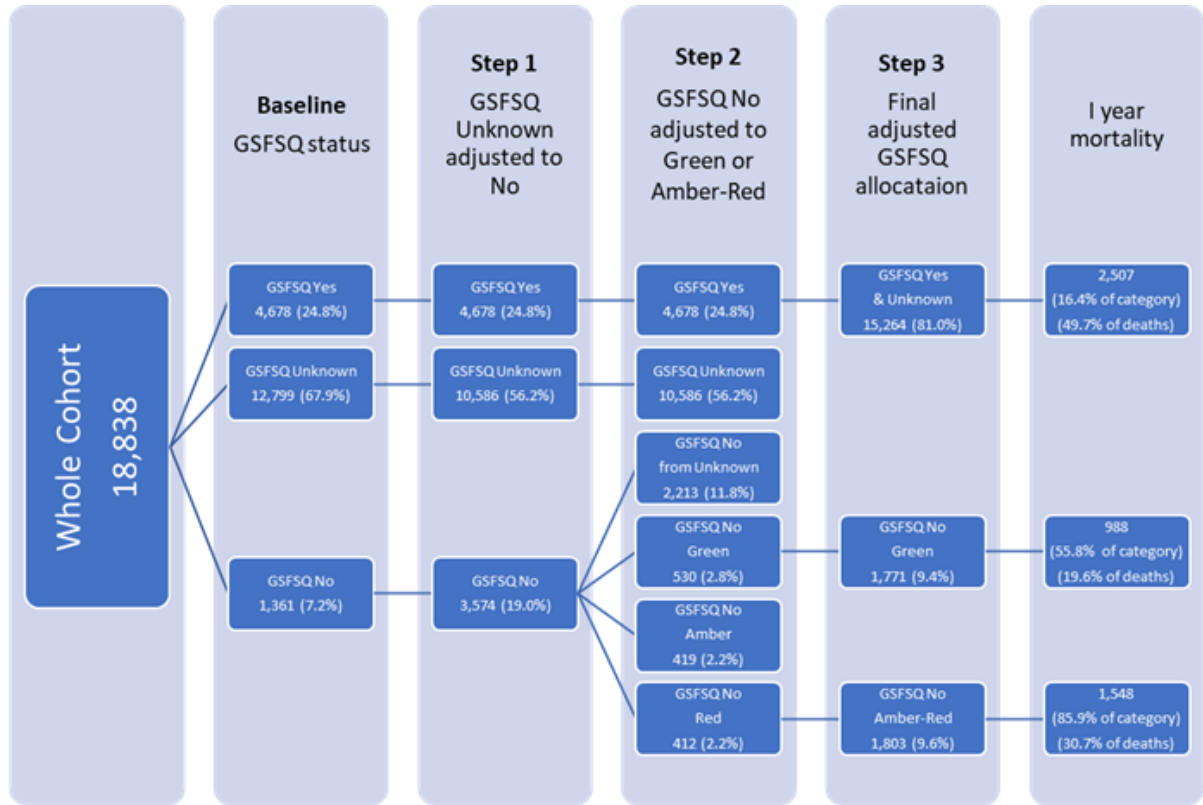 Whole Cohort
18,838
Baseline
GSFSQ status
GSFSQ Yes
4,678 (24.8%)
GSFSQ Unknown
12,799 (67.9%)
GSFSQ No
1,361 (7.2%)
Step 1
GSFSQ
Unknown
adjusted to
No
GSFSQ Yes
4,678 (24.8%)
GSFSQ Unknown
10,586 (56.2%)
GSFSQ No
3,574 (19.0%)
Step 2
GSFSQ No
adjusted to
Green or
Amber-Red
GSFSQ Yes
4,678 (24.8%)
GSFSQ Unknown
10,586 (56.2%)
GSFSQ No
from Unknown
2,213 (11.8%)
GSFSQ No
Green
530 (2.8%)
GSFSQ No
Amber
419 (2.2%)
GSFSQ No
Red
412 (2.2%)
Step 3
Final
adjusted
GSFSQ
allocataion
GSFSQ Yes
& Unknown
15,264 (81.0%)
GSFSQ No
Green
1,771 (9.4%)
GSFSQ No
Amber-Red
1,803 (9.6%)
I year
mortality
2,507
(16.4% of category)
(49.7% of deaths)
988
(55.8% of category)
(19.6% of deaths)
1,548
(85.9% of category)
(30.7% of deaths)